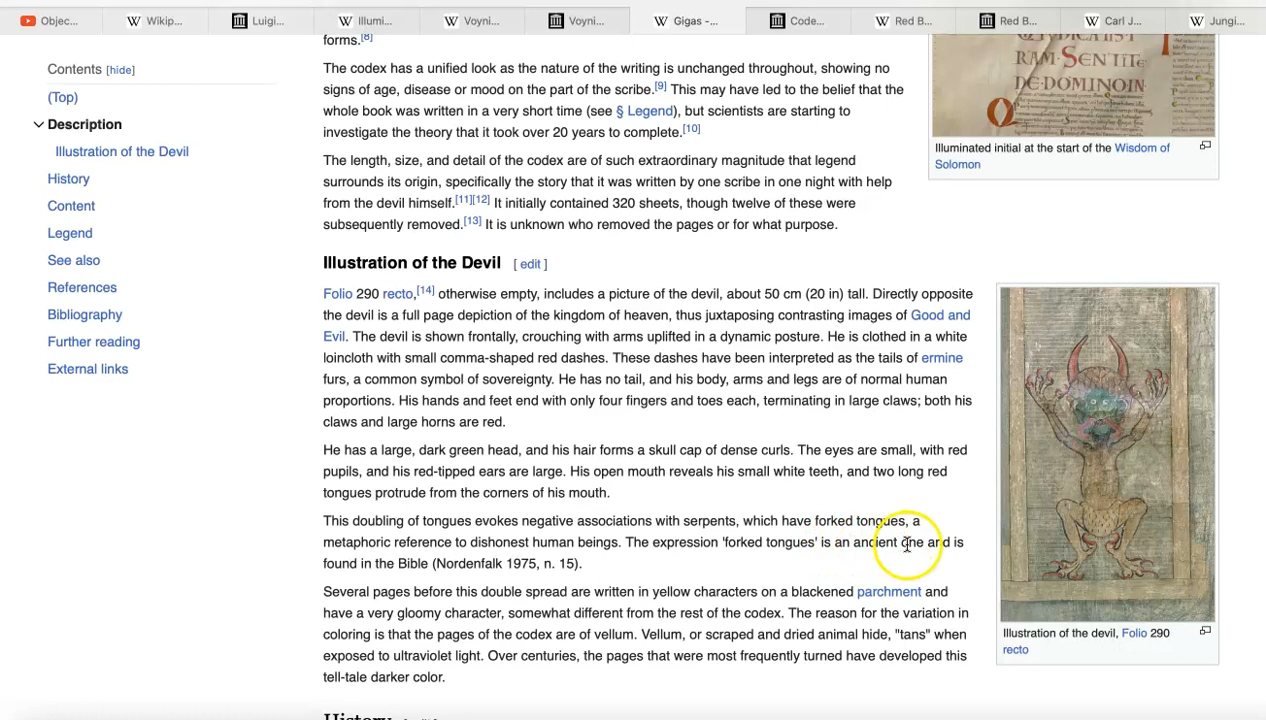 Objec...
Wikip...
Luigi...
Illumi...
Voyni...
Voyni...
Gigas -...
Code...
Red B...
Red B...
Carl J...
Jungi...
Contents [hide]
(Top)
Description
Illustration of the Devil
History
Content
Legend
See also
References
Bibliography
Further reading
External links
forms.[8]
The codex has a unified look as the nature of the writing is unchanged throughout, showing no
signs of age, disease or mood on the part of the scribe.[9] This may have led to the belief that the
whole book was written in a very short time (see § Legend), but scientists are starting to
investigate the theory that it took over 20 years to complete.[10]
The length, size, and detail of the codex are of such extraordinary magnitude that legend
surrounds its origin, specifically the story that it was written by one scribe in one night with help
from the devil himself.[11][12] It initially contained 320 sheets, though twelve of these were
subsequently removed.[13] It is unknown who removed the pages or for what purpose.
RAM·SENTITE
DE·DOMINOIN
Illuminated initial at the start of the Wisdom of
Solomon
Illustration of the Devil [ edit ]
Folio 290 recto,[14] otherwise empty, includes a picture of the devil, about 50 cm (20 in) tall. Directly opposite
the devil is a full page depiction of the kingdom of heaven, thus juxtaposing contrasting images of Good and
Evil. The devil is shown frontally, crouching with arms uplifted in a dynamic posture. He is clothed in a white
loincloth with small comma-shaped red dashes. These dashes have been interpreted as the tails of ermine
furs, a common symbol of sovereignty. He has no tail, and his body, arms and legs are of normal human
proportions. His hands and feet end with only four fingers and toes each, terminating in large claws; both his
claws and large horns are red.
He has a large, dark green head, and his hair forms a skull cap of dense curls. The eyes are small, with red
pupils, and his red-tipped ears are large. His open mouth reveals his small white teeth, and two long red
tongues protrude from the corners of his mouth.
This doubling of tongues evokes negative associations with serpents, which have forked tongues, a
metaphoric reference to dishonest human beings. The expression 'forked tongues' is an ancient one and is
found in the Bible (Nordenfalk 1975, n. 15).
Several pages before this double spread are written in yellow characters on a blackened parchment and
have a very gloomy character, somewhat different from the rest of the codex. The reason for the variation in
coloring is that the pages of the codex are of vellum. Vellum, or scraped and dried animal hide, "tans" when
exposed to ultraviolet light. Over centuries, the pages that were most frequently turned have developed this
tell-tale darker color.
Illustration of the devil, Folio 290
recto
History